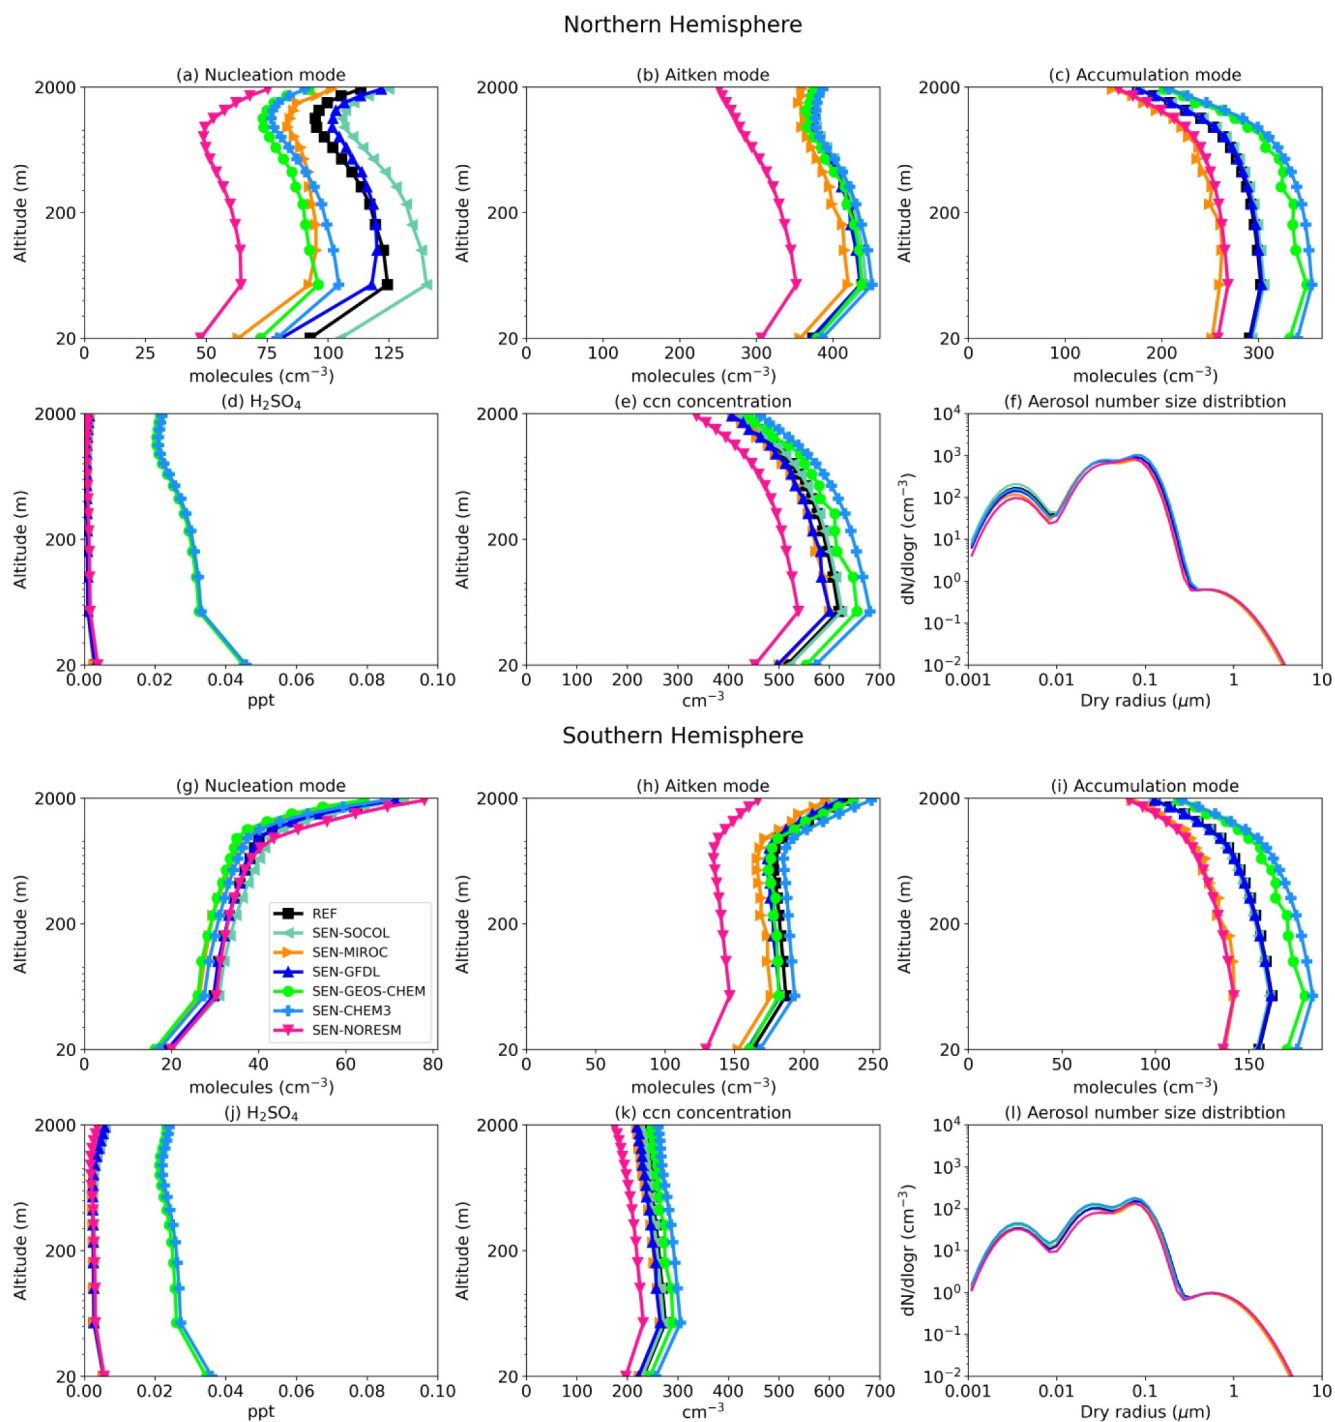 Northern Hemisphere
(a) Nucleation mode
(b) Aitken mode
(c) Accumulation mode
2000
200
20
Altitude (m)
0 25 50 75 100 125
molecules (cm⁻³)
2000
200
20
Altitude (m)
0 100 200 300 400
molecules (cm⁻³)
2000
200
20
Altitude (m)
0 100 200 300
molecules (cm⁻³)
(d) H₂SO₄
(e) ccn concentration
(f) Aerosol number size distribtion
2000
200
20
Altitude (m)
0.00 0.02 0.04 0.06 0.08 0.10
ppt
2000
200
20
Altitude (m)
0 100 200 300 400 500 600 700
cm⁻³
10⁴
10³
10²
10¹
10⁰
10⁻¹
10⁻²
dN/dlogr (cm⁻³)
0.001 0.01 0.1 1 10
Dry radius (μm)
Southern Hemisphere
(g) Nucleation mode
(h) Aitken mode
(i) Accumulation mode
2000
200
20
Altitude (m)
REF
SEN-SOCOL
SEN-MIROC
SEN-GFDL
SEN-GEOS-CHEM
SEN-CHEM3
SEN-NORESM
0 20 40 60 80
molecules (cm⁻³)
2000
200
20
Altitude (m)
0 50 100 150 200 250
molecules (cm⁻³)
2000
200
20
Altitude (m)
0 50 100 150
molecules (cm⁻³)
(j) H₂SO₄
(k) ccn concentration
(l) Aerosol number size distribtion
2000
200
20
Altitude (m)
0.00 0.02 0.04 0.06 0.08 0.10
ppt
2000
200
20
Altitude (m)
0 100 200 300 400 500 600 700
cm⁻³
10⁴
10³
10²
10¹
10⁰
10⁻¹
10⁻²
dN/dlogr (cm⁻³)
0.001 0.01 0.1 1 10
Dry radius (μm)